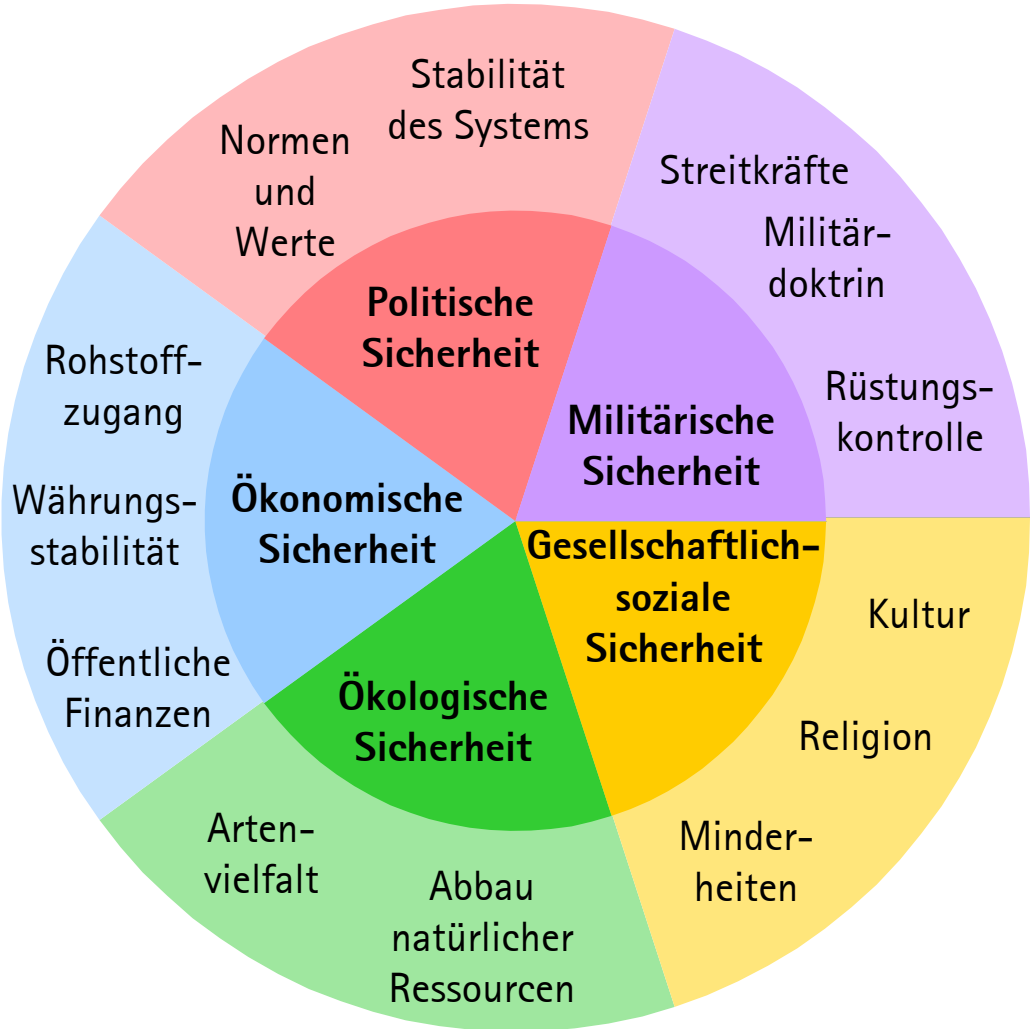 Stabilität
des Systems
Normen
und
Werte
Politische
Sicherheit
Streitkräfte
Militär-
doktrin
Rüstungs-
kontrolle
Militärische
Sicherheit
Gesellschaftlich-
soziale
Sicherheit
Kultur
Religion
Minder-
heiten
Ökologische
Sicherheit
Abbau
natürlicher
Ressourcen
Arten-
vielfalt
Ökonomische
Sicherheit
Rohstoff-
zugang
Währungs-
stabilität
Öffentliche
Finanzen